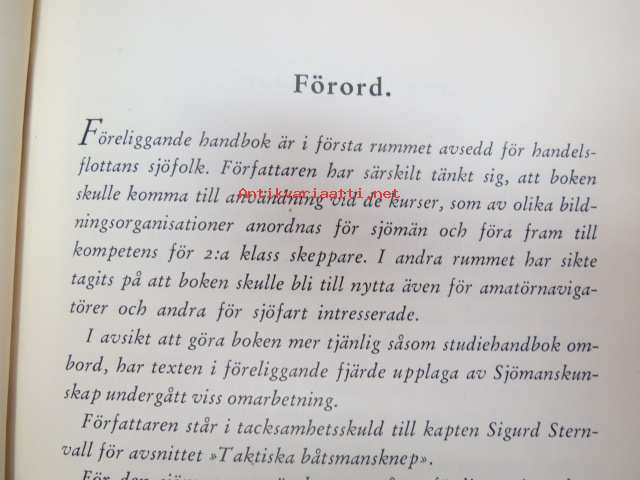 Förord.
Föreliggande handbok är i första rummet avsedd för handels-
flottans sjöfolk. Författaren har särskilt tänkt sig, att boken
skulle komma till användning vid de kurser, som av olika bild-
Antikvariaatti.net
ningsorganisationer anordnas för sjömän och föra fram till
kompetens för 2:a klass skeppare. I andra rummet har sikte
tagits på att boken skulle bli till nytta även för amatörnaviga-
törer och andra för sjöfart intresserade.
I avsikt att göra boken mer tjänlig såsom studiehandbok om-
bord, har texten i föreliggande fjärde upplaga av Sjömanskun-
skap undergått viss omarbetning.
Författaren står i tacksamhetsskuld till kapten Sigurd Stern-
vall för avsnittet »Taktiska båtsmansknep».
För den